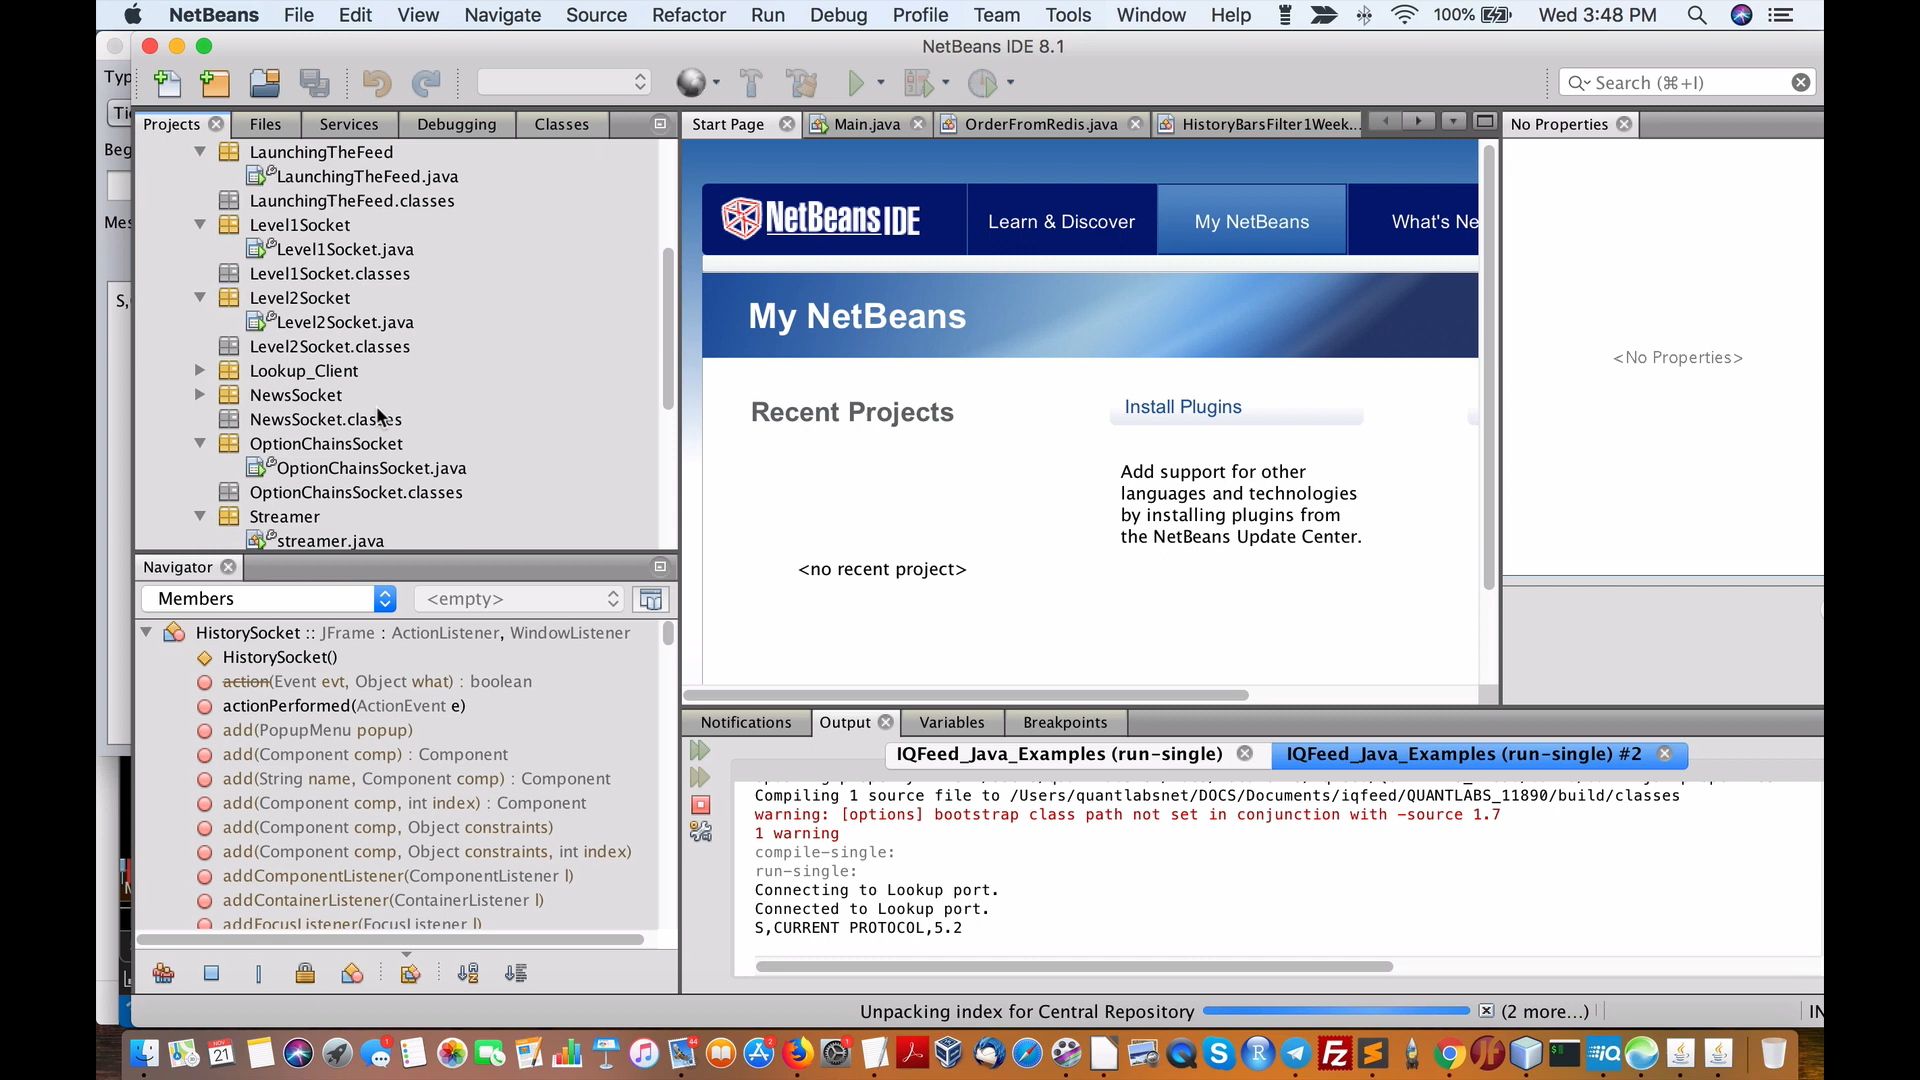 NetBeans File Edit View Navigate Source Refactor Run Debug Profile Team Tools Window Help 100% Wed 3:48 PM
NetBeans IDE 8.1
Search (⌘+I)
Projects Files Services Debugging Classes
Start Page Main.java OrderFromRedis.java HistoryBarsFilter1Week...
No Properties
LaunchingTheFeed
LaunchingTheFeed.java
LaunchingTheFeed.classes
Level1Socket
Level1Socket.java
Level1Socket.classes
Level2Socket
Level2Socket.java
Level2Socket.classes
Lookup_Client
NewsSocket
NewsSocket.classes
OptionChainsSocket
OptionChainsSocket.java
OptionChainsSocket.classes
Streamer
streamer.java
NetBeans IDE
Learn & Discover My NetBeans What's Ne
My NetBeans
Recent Projects
Install Plugins
Add support for other
languages and technologies
by installing plugins from
the NetBeans Update Center.
<no recent project>
<No Properties>
Navigator
Members <empty>
HistorySocket :: JFrame : ActionListener, WindowListener
HistorySocket()
action(Event evt, Object what) : boolean
actionPerformed(ActionEvent e)
add(PopupMenu popup)
add(Component comp) : Component
add(String name, Component comp) : Component
add(Component comp, int index) : Component
add(Component comp, Object constraints)
add(Component comp, Object constraints, int index)
addComponentListener(ComponentListener l)
addContainerListener(ContainerListener l)
addFocusListener(FocusListener l)
Notifications Output Variables Breakpoints
IQFeed_Java_Examples (run-single) IQFeed_Java_Examples (run-single) #2
Compiling 1 source file to /Users/quantlabsnet/DOCS/Documents/iqfeed/QUANTLABS_11890/build/classes
warning: [options] bootstrap class path not set in conjunction with -source 1.7
1 warning
compile-single:
run-single:
Connecting to Lookup port.
Connected to Lookup port.
S,CURRENT PROTOCOL,5.2
Unpacking index for Central Repository (2 more...) IN
Typ
Ti
Beg
Mes
S,
NOV
21